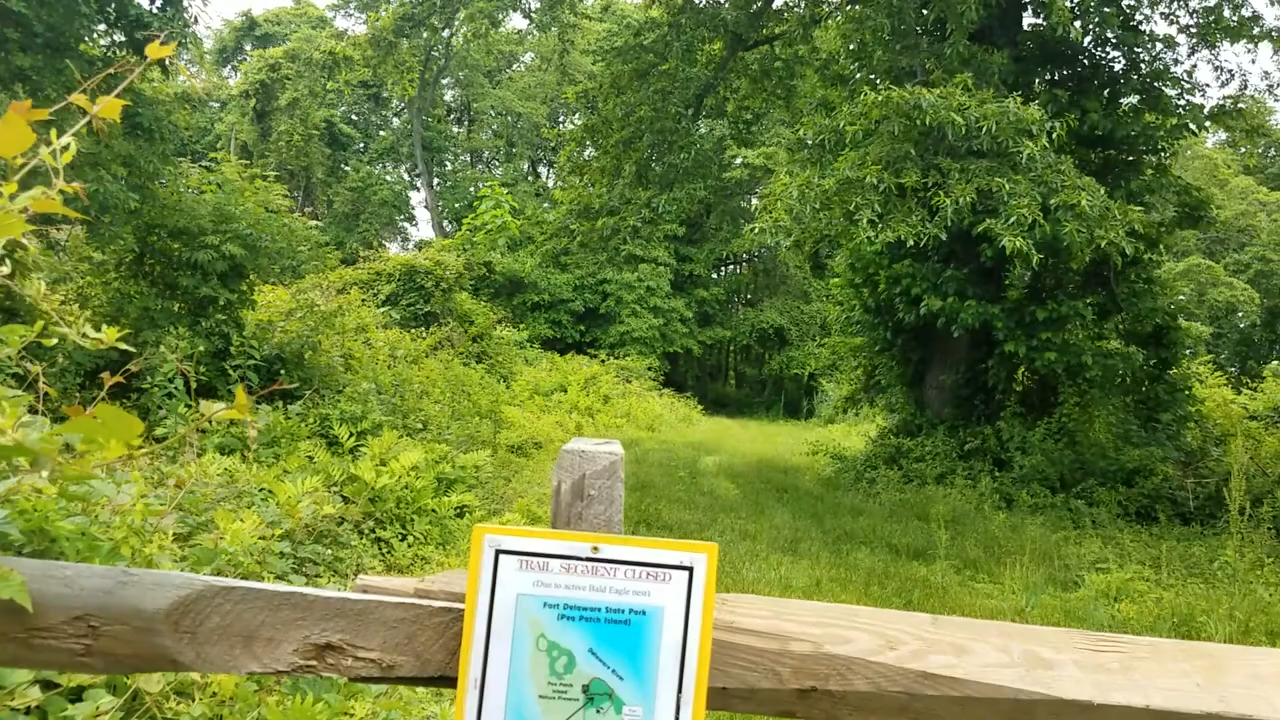 TRAIL SEGMENT CLOSED
(Due to active Bald Eagle nest)
Fort Delaware State Park
(Pea Patch Island)
Delaware River
Pea Patch
Island
Nature Preserve